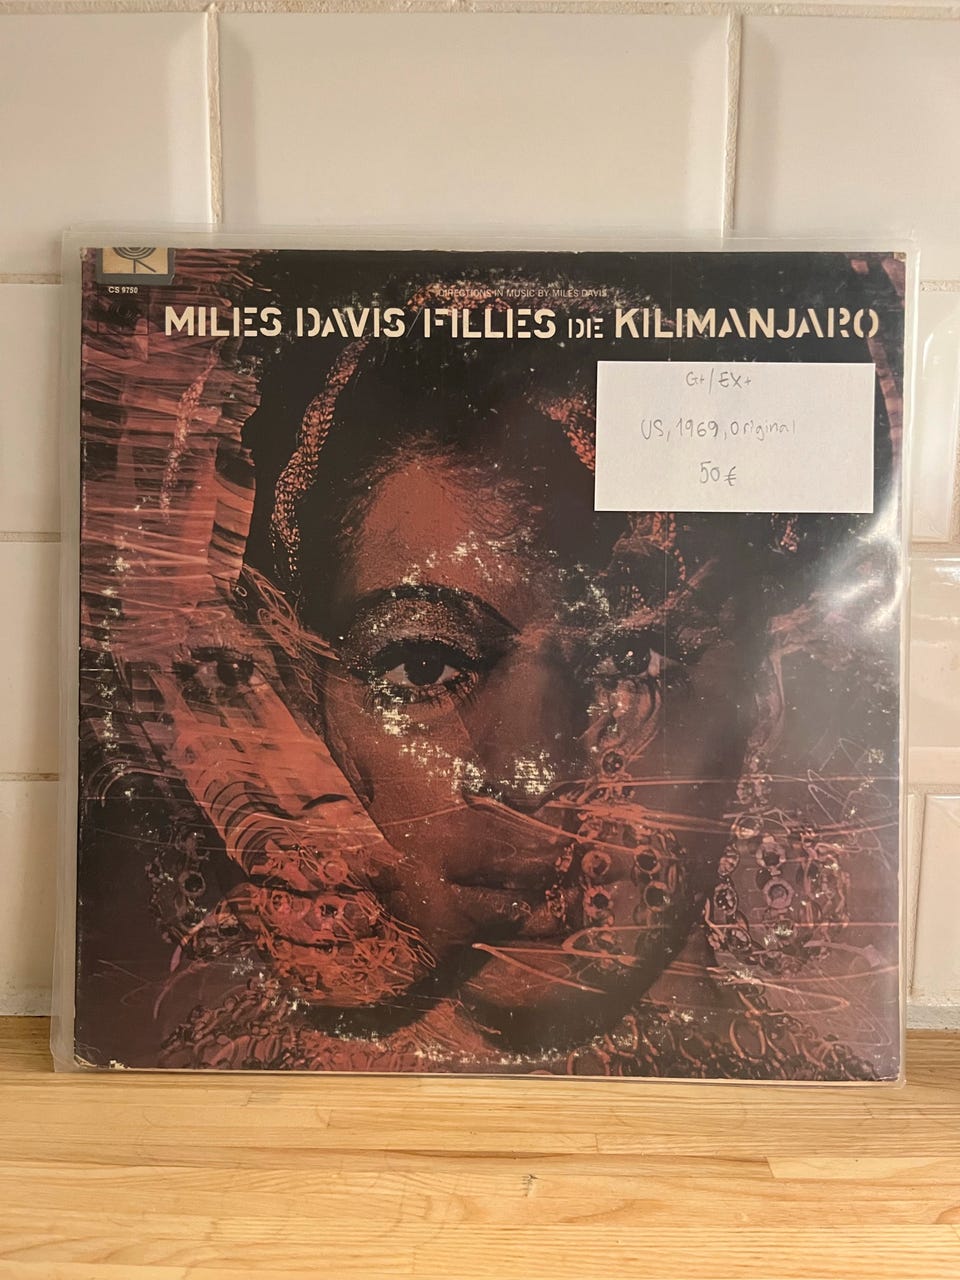 CS 9750
DIRECTIONS IN MUSIC BY MILES DAVIS
MILES DAVIS FILLES DE KILIMANJARO
G+/EX+
US, 1969, Original
50€